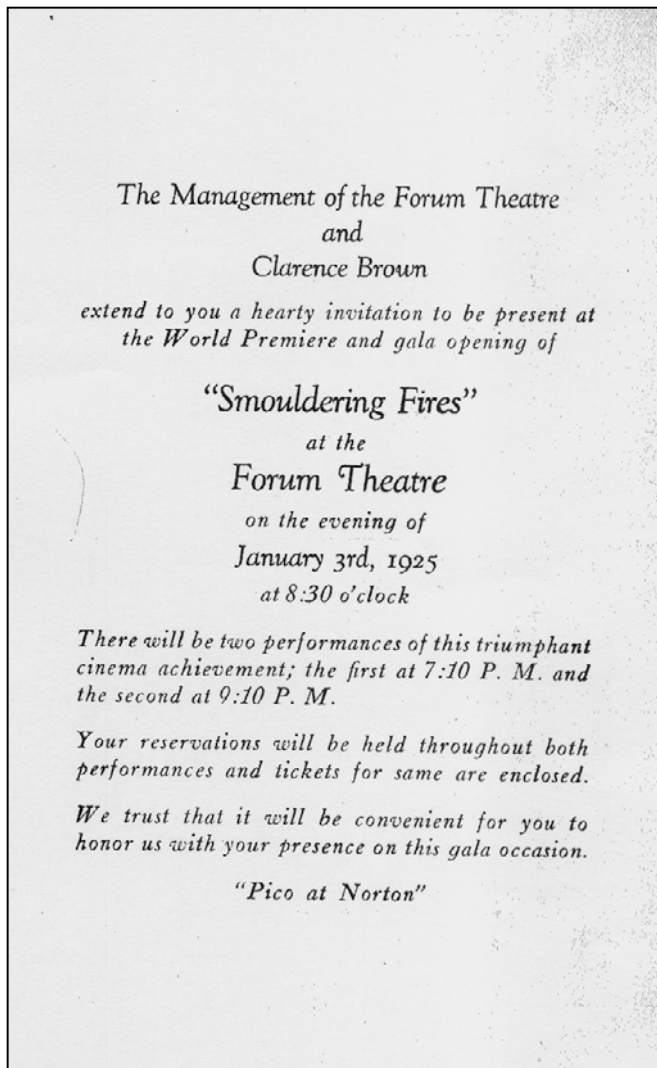 The Management of the Forum Theatre
and
Clarence Brown
extend to you a hearty invitation to be present at
the World Premiere and gala opening of
“Smouldering Fires”
at the
Forum Theatre
on the evening of
January 3rd, 1925
at 8:30 o’clock
There will be two performances of this triumphant
cinema achievement; the first at 7:10 P. M. and
the second at 9:10 P. M.
Your reservations will be held throughout both
performances and tickets for same are enclosed.
We trust that it will be convenient for you to
honor us with your presence on this gala occasion.
“Pico at Norton”